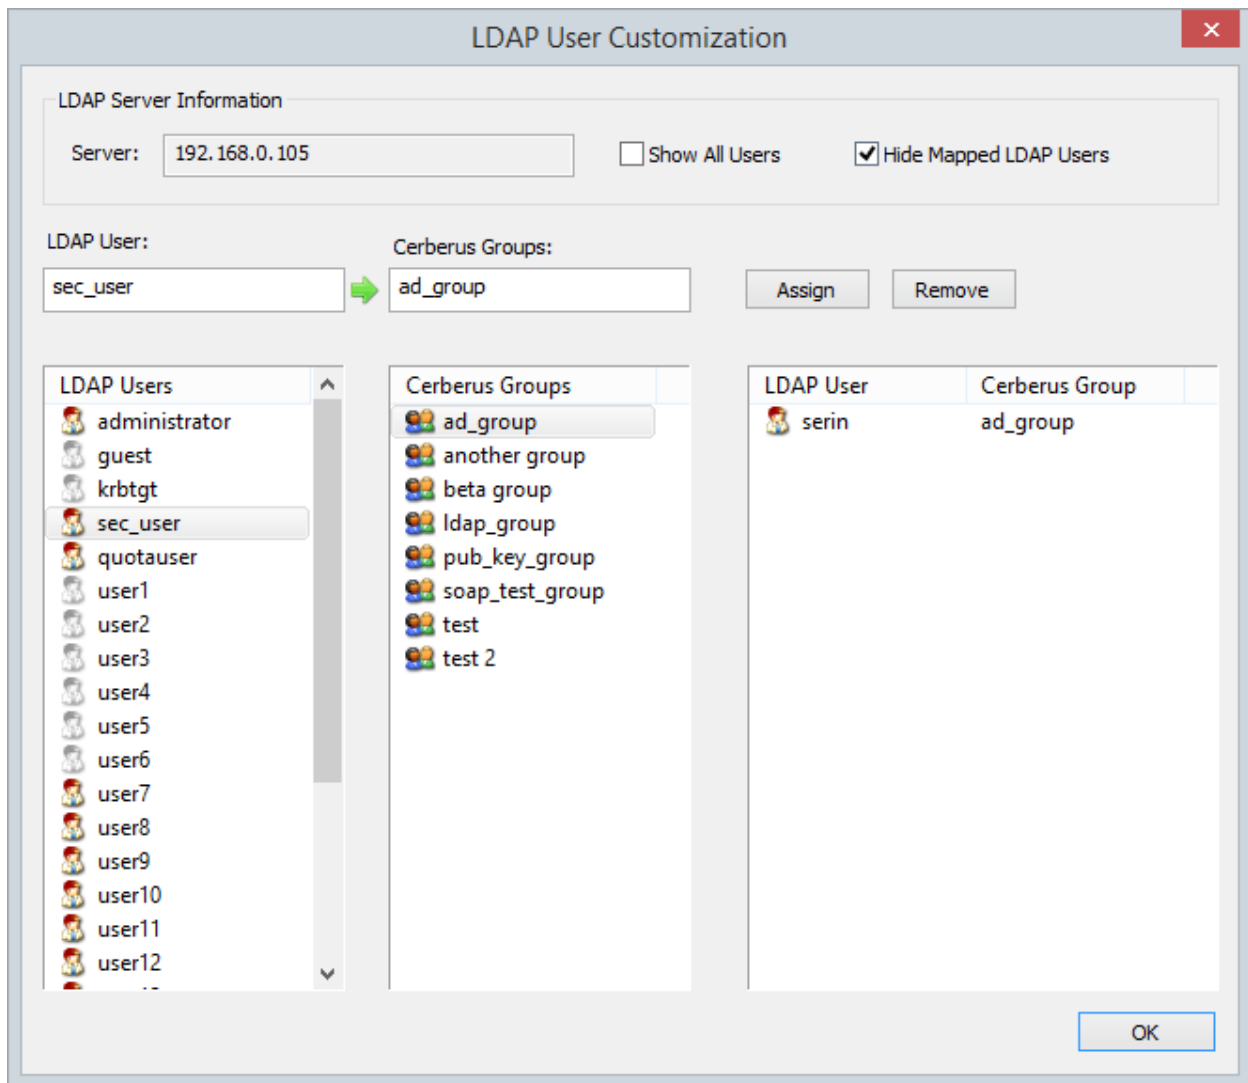 LDAP User Customization
LDAP Server Information
Server: 192.168.0.105 Show All Users Hide Mapped LDAP Users
LDAP User:
Cerberus Groups:
sec_user
ad_group
Assign Remove
LDAP Users
administrator
guest
krbtgt
sec_user
quotauser
user1
user2
user3
user4
user5
user6
user7
user8
user9
user10
user11
user12
Cerberus Groups
ad_group
another group
beta group
ldap_group
pub_key_group
soap_test_group
test
test 2
LDAP User Cerberus Group
serin ad_group
OK